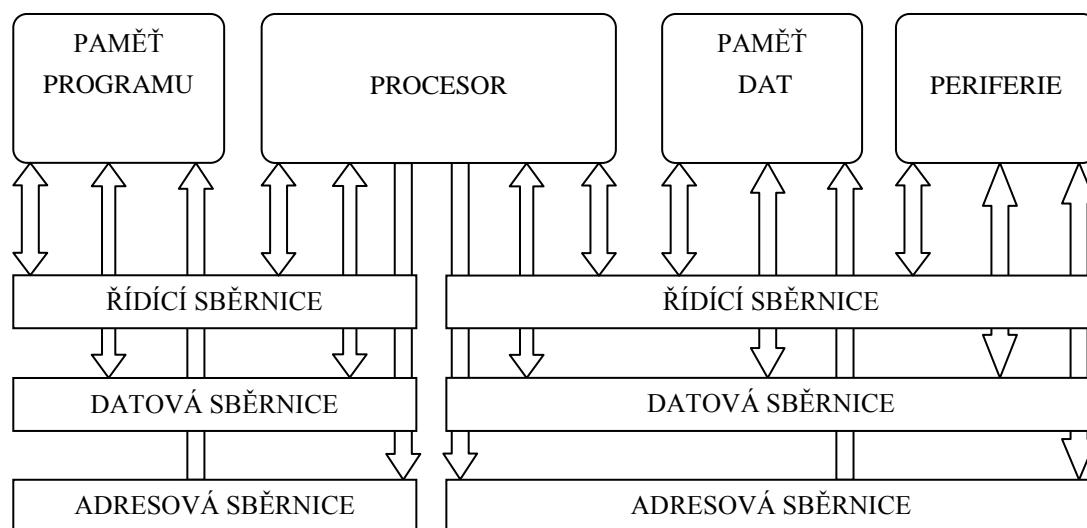 PAMĚŤ
PROGRAMU
PROCESOR
PAMĚŤ
DAT
PERIFERIE
ŘÍDÍCÍ SBĚRNICE
ŘÍDÍCÍ SBĚRNICE
DATOVÁ SBĚRNICE
DATOVÁ SBĚRNICE
ADRESOVÁ SBĚRNICE
ADRESOVÁ SBĚRNICE